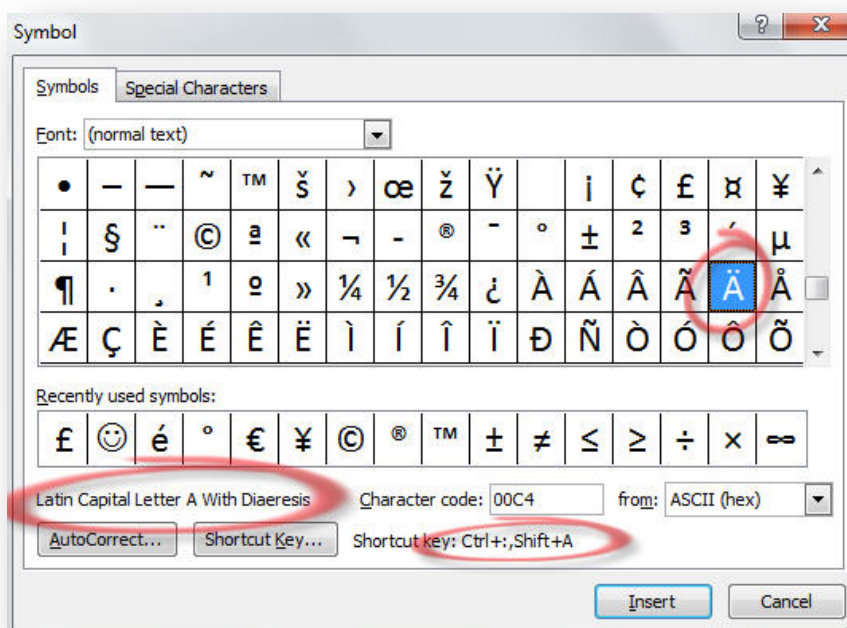 Symbol
Symbols Special Characters
Font: (normal text)
• – — ˜ ™ š › œ ž Ÿ ¡ ¢ £ ¤ ¥
¦ § ¨ © ª « ¬ - ® ¯ ° ± ² ³ ´ µ
¶ · ¸ ¹ º » ¼ ½ ¾ ¿ À Á Â Ã Ä Å
Æ Ç È É Ê Ë Ì Í Î Ï Ð Ñ Ò Ó Ô Õ
Recently used symbols:
£ ☺ é ° € ¥ © ® ™ ± ≠ ≤ ≥ ÷ × ∞
Latin Capital Letter A With Diaeresis Character code: 00C4 from: ASCII (hex)
AutoCorrect... Shortcut Key... Shortcut key: Ctrl+:,Shift+A
Insert Cancel